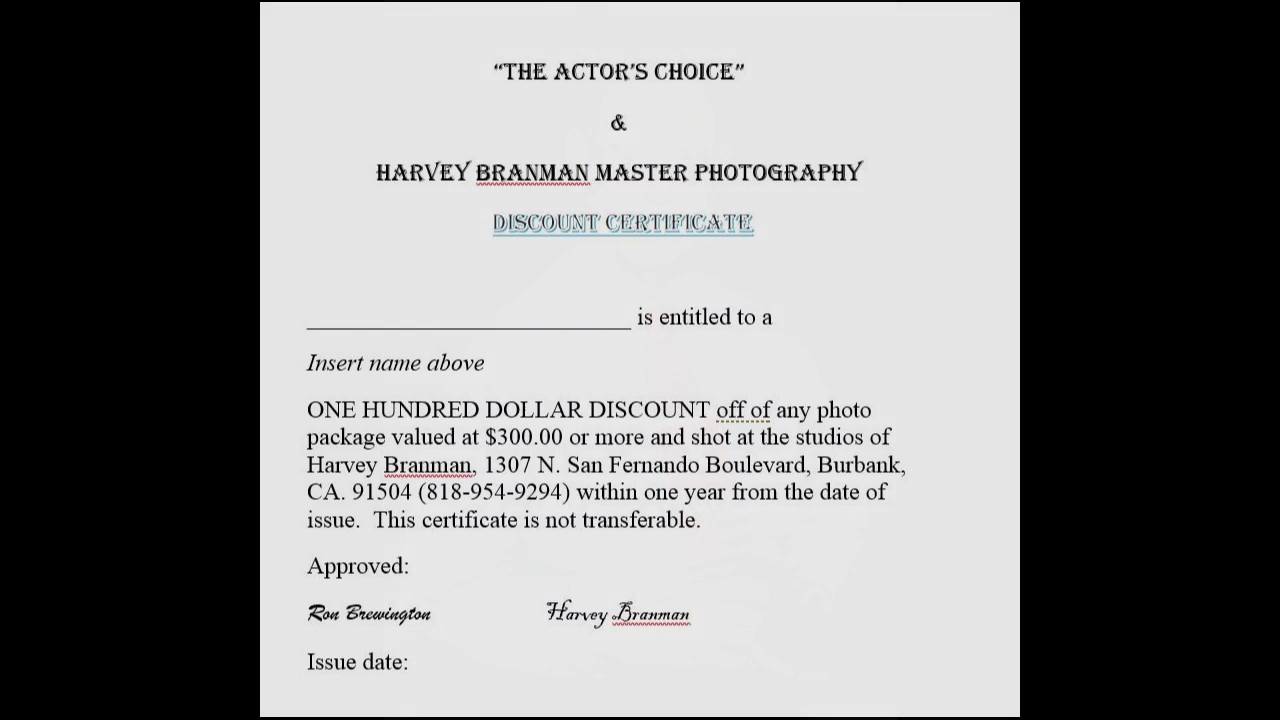 “THE ACTOR’S CHOICE”
&
HARVEY BRANMAN MASTER PHOTOGRAPHY
DISCOUNT CERTIFICATE
___________________________ is entitled to a
Insert name above
ONE HUNDRED DOLLAR DISCOUNT off of any photo
package valued at $300.00 or more and shot at the studios of
Harvey Branman, 1307 N. San Fernando Boulevard, Burbank,
CA. 91504 (818-954-9294) within one year from the date of
issue.  This certificate is not transferable.
Approved:
Ron Brewington Harvey Branman
Issue date: